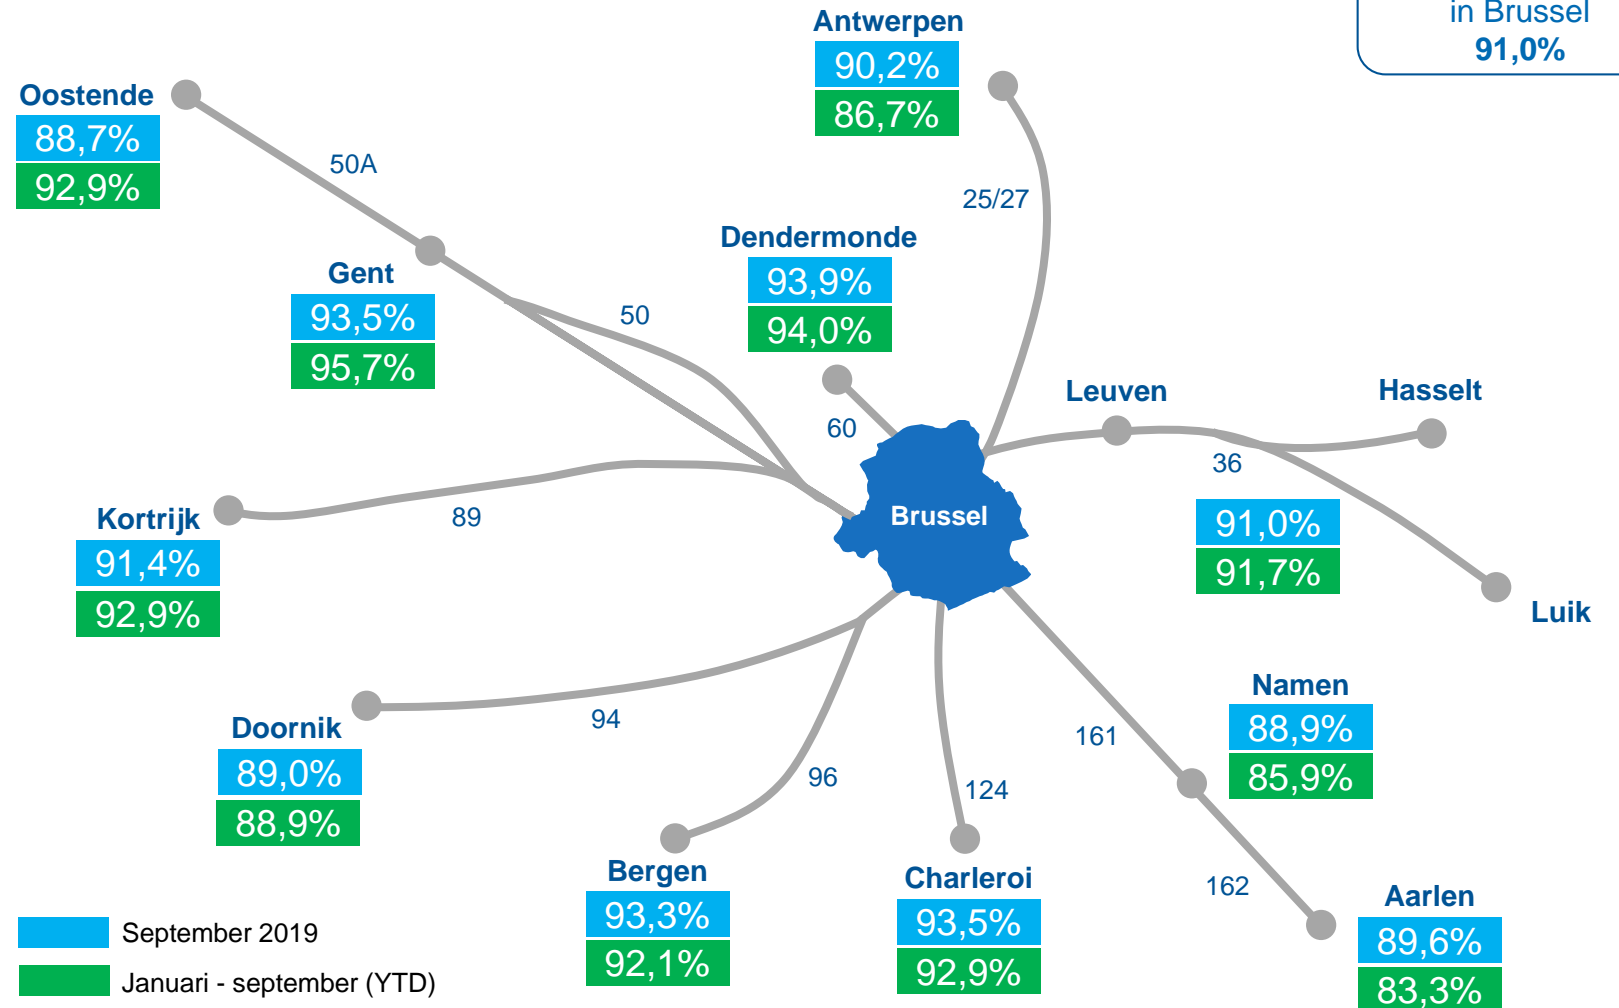 in Brussel
91,0%
Antwerpen
90,2%
86,7%
Oostende
88,7%
92,9%
50A
25/27
Dendermonde
93,9%
94,0%
Gent
93,5%
95,7%
50
60
Leuven
Hasselt
36
91,0%
91,7%
Luik
Brussel
Kortrijk
91,4%
92,9%
89
Doornik
89,0%
88,9%
94
96
124
161
Namen
88,9%
85,9%
162
Bergen
93,3%
92,1%
Charleroi
93,5%
92,9%
Aarlen
89,6%
83,3%
September 2019
Januari - september (YTD)